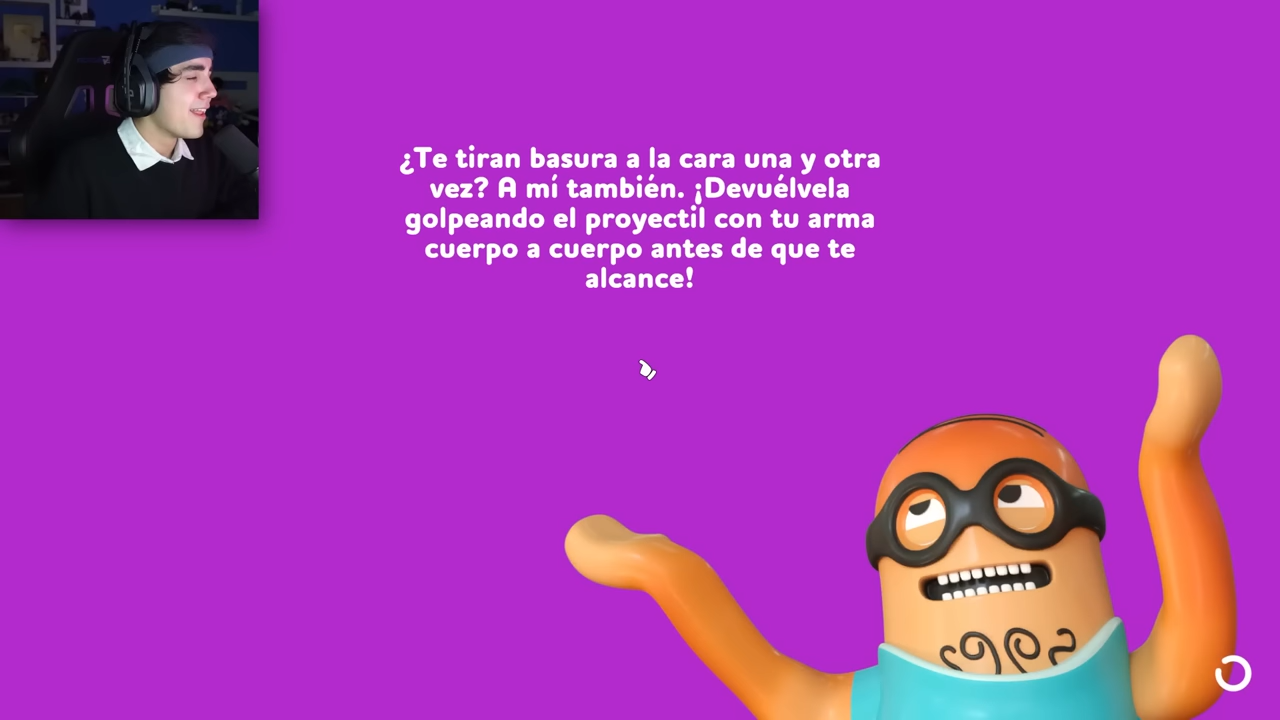 ¿Te tiran basura a la cara una y otra
vez? A mí también. ¡Devuélvela
golpeando el proyectil con tu arma
cuerpo a cuerpo antes de que te
alcance!